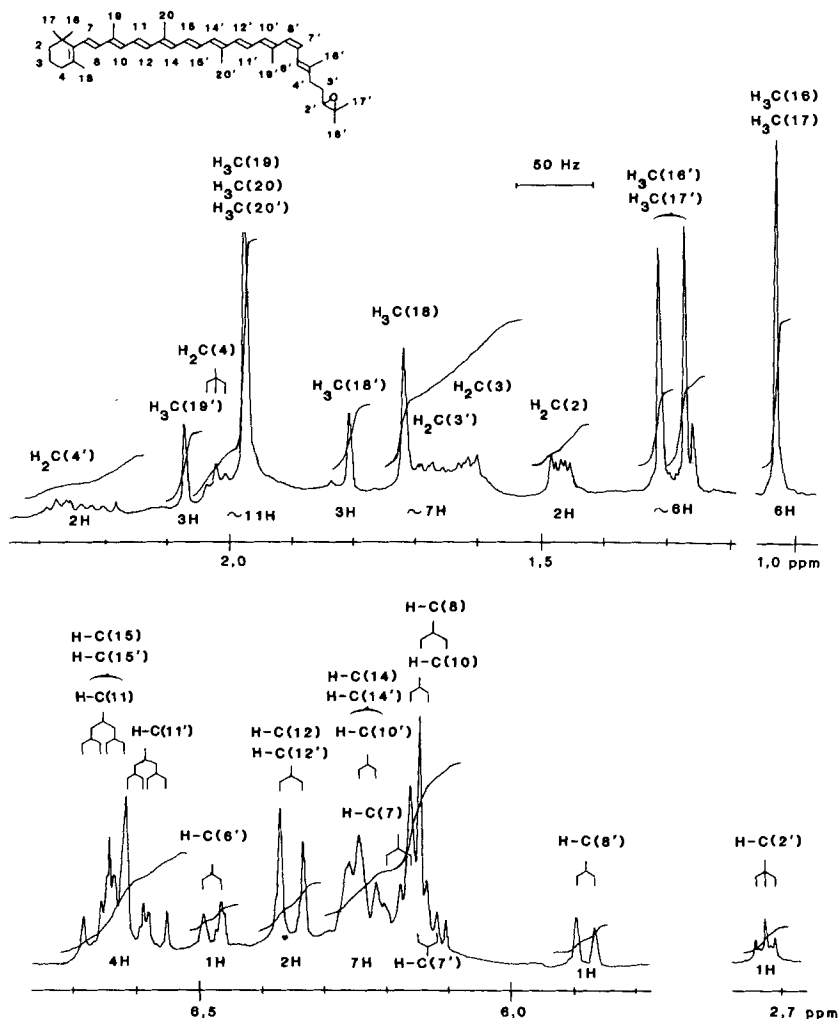 17 16 7 19 11 20 15 14' 12' 10' 8'
2 7'
3 16'
4 18 8 10 12 14 15' 20' 11' 19' 6' 4' 3'
2' O 17'
18'
H3C(16)
H3C(17)
H3C(19)
H3C(20)
H3C(20')
50 Hz
H3C(16')
H3C(17')
H3C(18)
H2C(4)
H3C(19')
H3C(18')
H2C(3)
H2C(3')
H2C(2)
H2C(4')
2H 3H ~11H 3H ~7H 2H ~6H 6H
2,0 1,5 1,0 ppm
H-C(8)
H-C(15)
H-C(15')
H-C(10)
H-C(14)
H-C(14')
H-C(11)
H-C(11')
H-C(12)
H-C(12')
H-C(10')
H-C(7)
H-C(6')
H-C(8')
H-C(2')
H-C(7')
4H 1H 2H 7H 1H 1H
6,5 6,0 2,7 ppm